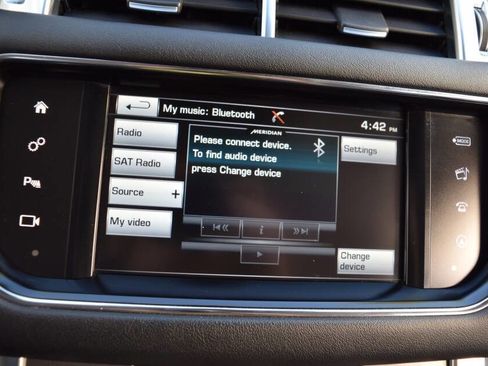 My music: Bluetooth
4:42 PM
MERIDIAN
Radio
Please connect device.
To find audio device
press Change device
Settings
SAT Radio
Source +
My video
i
Change
device
MODE
P